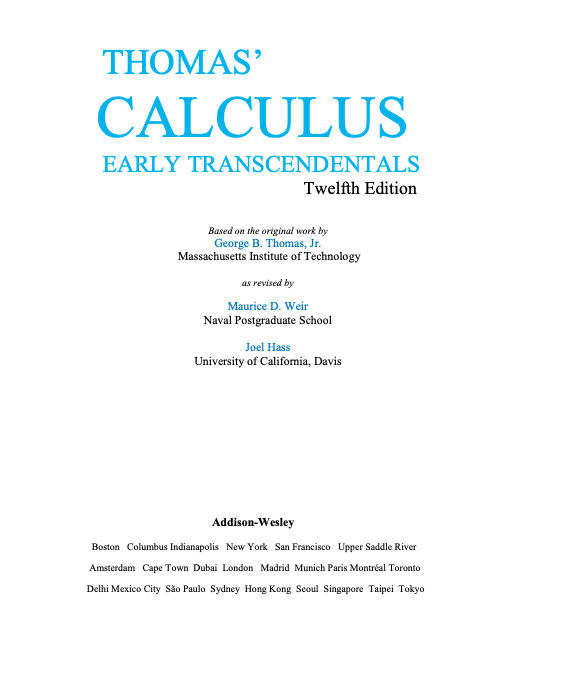 THOMAS’
CALCULUS
EARLY TRANSCENDENTALS
Twelfth Edition
Based on the original work by
George B. Thomas, Jr.
Massachusetts Institute of Technology
as revised by
Maurice D. Weir
Naval Postgraduate School
Joel Hass
University of California, Davis
Addison-Wesley
Boston Columbus Indianapolis New York San Francisco Upper Saddle River
Amsterdam Cape Town Dubai London Madrid Munich Paris Montréal Toronto
Delhi Mexico City São Paulo Sydney Hong Kong Seoul Singapore Taipei Tokyo